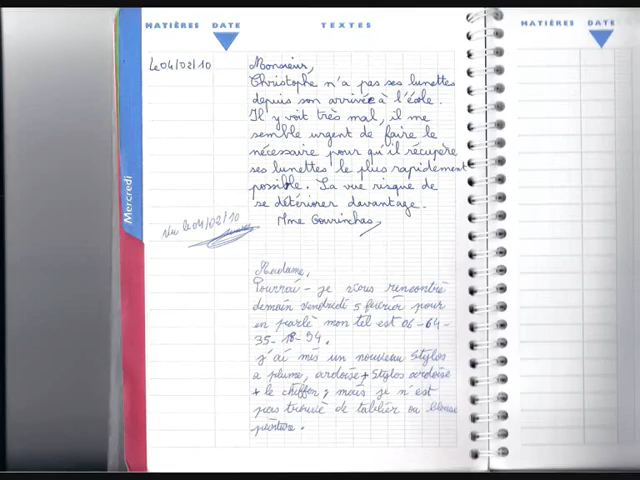 MATIÈRES DATE TEXTES
MATIÈRES DATE
Le 04/02/10
Monsieur,
Christophe n'a pas ses lunettes
depuis son arrivée à l'école.
Il y voit très mal, il me
semble urgent de faire le
nécessaire pour qu'il récupère
ses lunettes le plus rapidement
possible. Sa vue risque de
se détériorer davantage.
Mme Gourinchas
Mercredi
Vu le 04/02/10
Madame,
Pourrai-je vous rencontré
demain vendredi 5 février pour
en parlé mon tel est 06-64-
35-18-94.
j'ai mis un nouveau Stylos
a plume, ardoise + Stylos ardoise
+ le chiffon, mais je n'est
pas trouvé de tablier ou blouse
peinture.